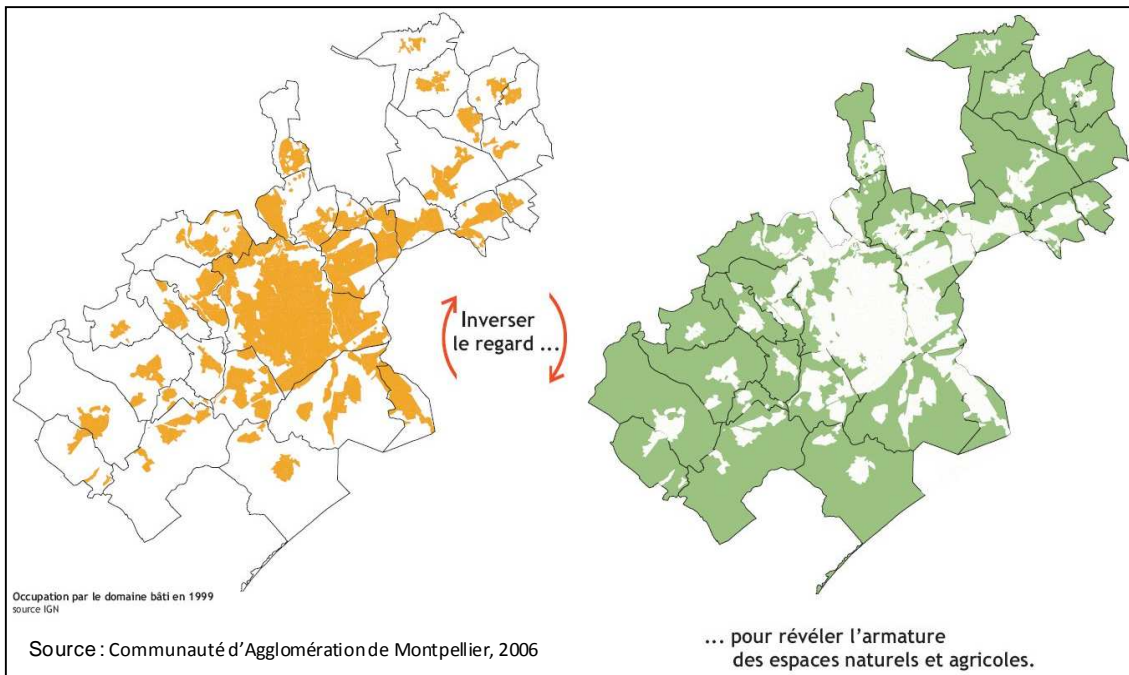 Inverser
le regard ...
Occupation par le domaine bâti en 1999
source IGN
Source : Communauté d'Agglomération de Montpellier, 2006
... pour révéler l'armature
des espaces naturels et agricoles.